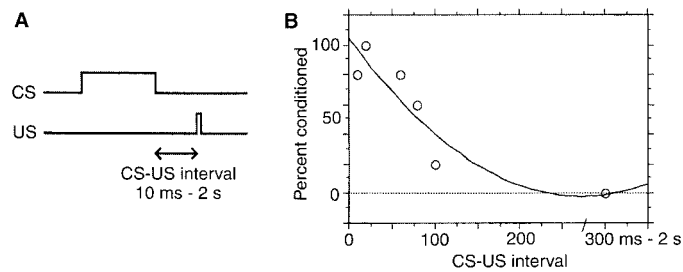 A
CS
US
CS-US interval
10 ms - 2 s
B
Percent conditioned
100
50
0
0
100
200
300 ms - 2 s
CS-US interval